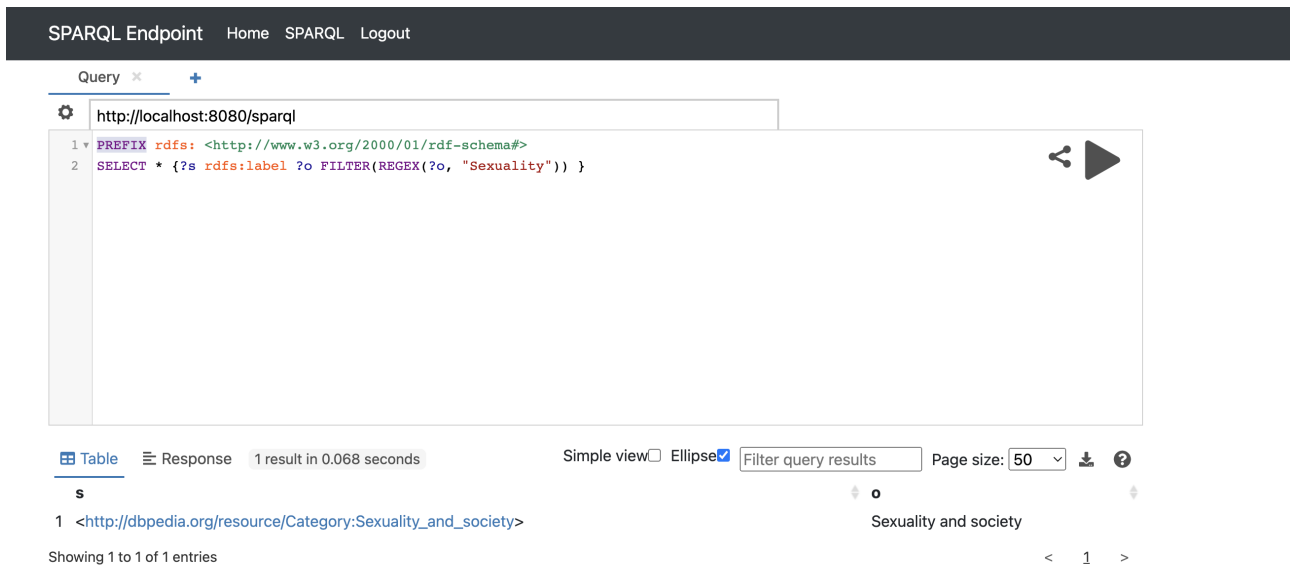 SPARQL Endpoint Home SPARQL Logout
Query × +
http://localhost:8080/sparql
1 PREFIX rdfs: <http://www.w3.org/2000/01/rdf-schema#>
2 SELECT * {?s rdfs:label ?o FILTER(REGEX(?o, "Sexuality")) }
Table Response 1 result in 0.068 seconds Simple view Ellipse Filter query results Page size: 50 ?
s o
1 <http://dbpedia.org/resource/Category:Sexuality_and_society> Sexuality and society
Showing 1 to 1 of 1 entries < 1 >